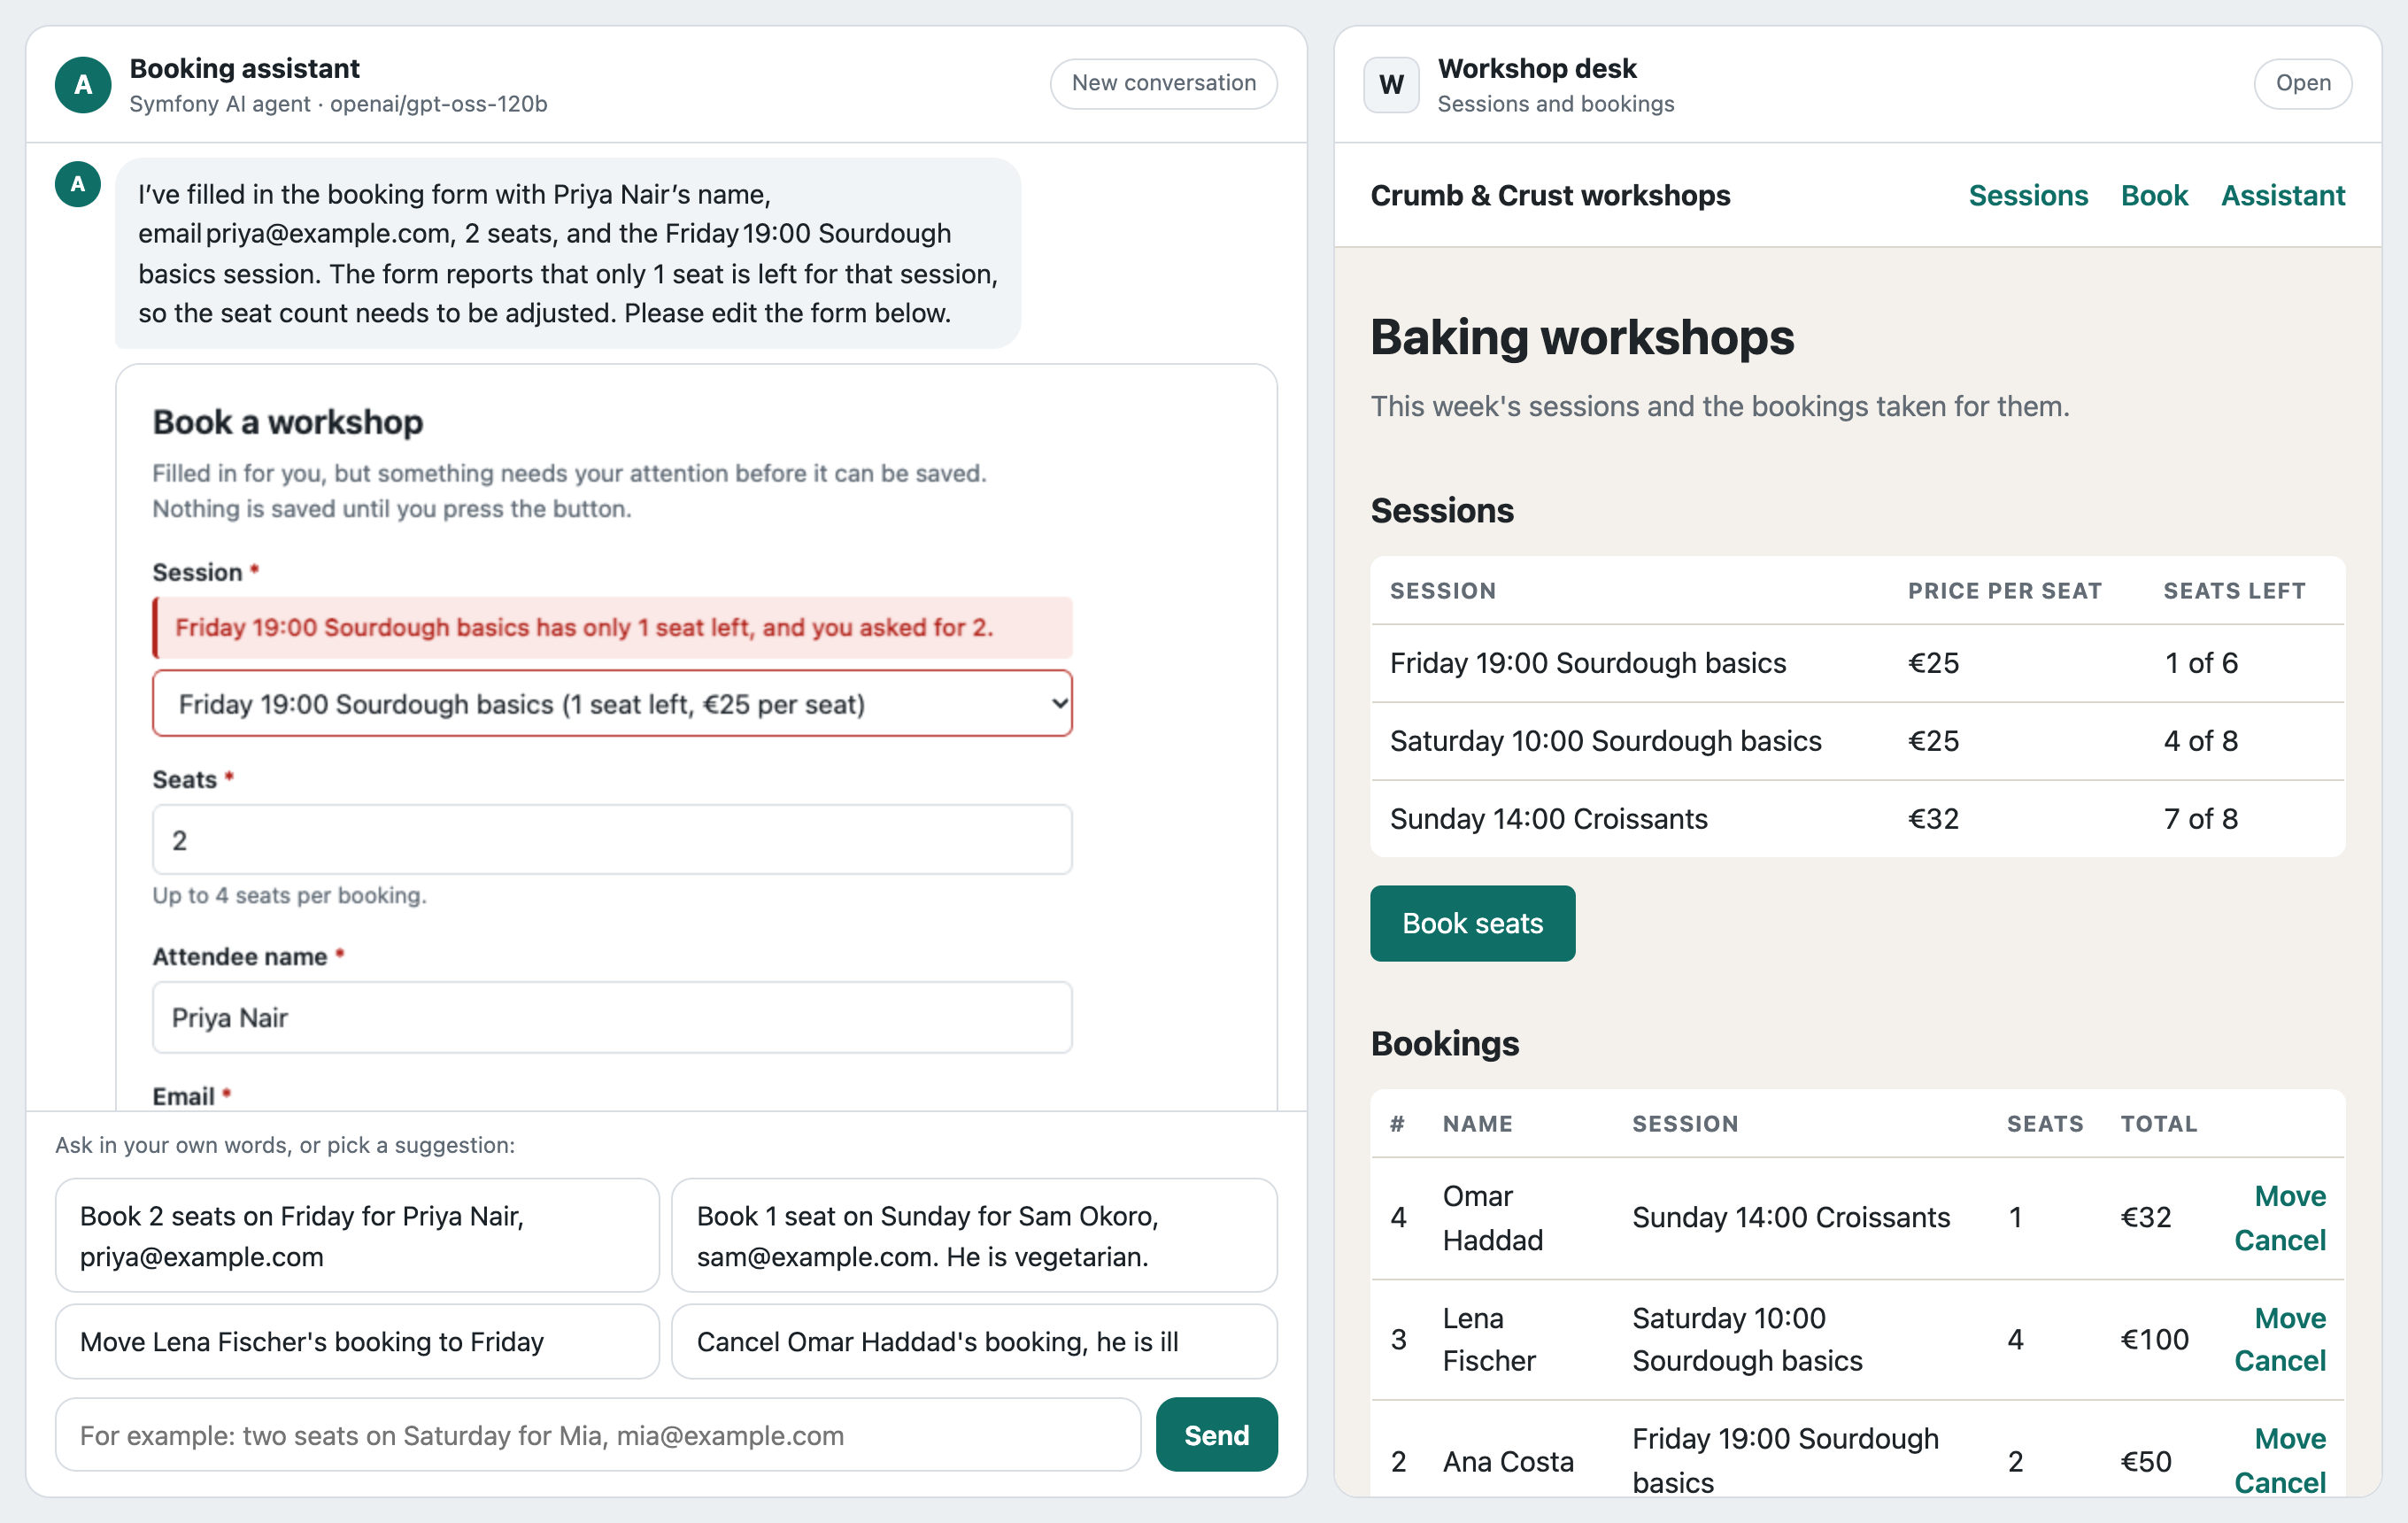 A
Booking assistant
Symfony AI agent · openai/gpt-oss-120b
New conversation
A
I’ve filled in the booking form with Priya Nair’s name,
email priya@example.com, 2 seats, and the Friday 19:00 Sourdough
basics session. The form reports that only 1 seat is left for that session,
so the seat count needs to be adjusted. Please edit the form below.
Book a workshop
Filled in for you, but something needs your attention before it can be saved.
Nothing is saved until you press the button.
Session *
Friday 19:00 Sourdough basics has only 1 seat left, and you asked for 2.
Friday 19:00 Sourdough basics (1 seat left, €25 per seat)
Seats *
2
Up to 4 seats per booking.
Attendee name *
Priya Nair
Email *
Ask in your own words, or pick a suggestion:
Book 2 seats on Friday for Priya Nair,
priya@example.com
Book 1 seat on Sunday for Sam Okoro,
sam@example.com. He is vegetarian.
Move Lena Fischer's booking to Friday
Cancel Omar Haddad's booking, he is ill
For example: two seats on Saturday for Mia, mia@example.com
Send
W
Workshop desk
Sessions and bookings
Open
Crumb & Crust workshops
Sessions Book Assistant
Baking workshops
This week's sessions and the bookings taken for them.
Sessions
SESSION PRICE PER SEAT SEATS LEFT
Friday 19:00 Sourdough basics €25 1 of 6
Saturday 10:00 Sourdough basics €25 4 of 8
Sunday 14:00 Croissants €32 7 of 8
Book seats
Bookings
# NAME SESSION SEATS TOTAL
4 Omar Haddad Sunday 14:00 Croissants 1 €32 Move Cancel
3 Lena Fischer Saturday 10:00 Sourdough basics 4 €100 Move Cancel
2 Ana Costa Friday 19:00 Sourdough basics 2 €50 Move Cancel